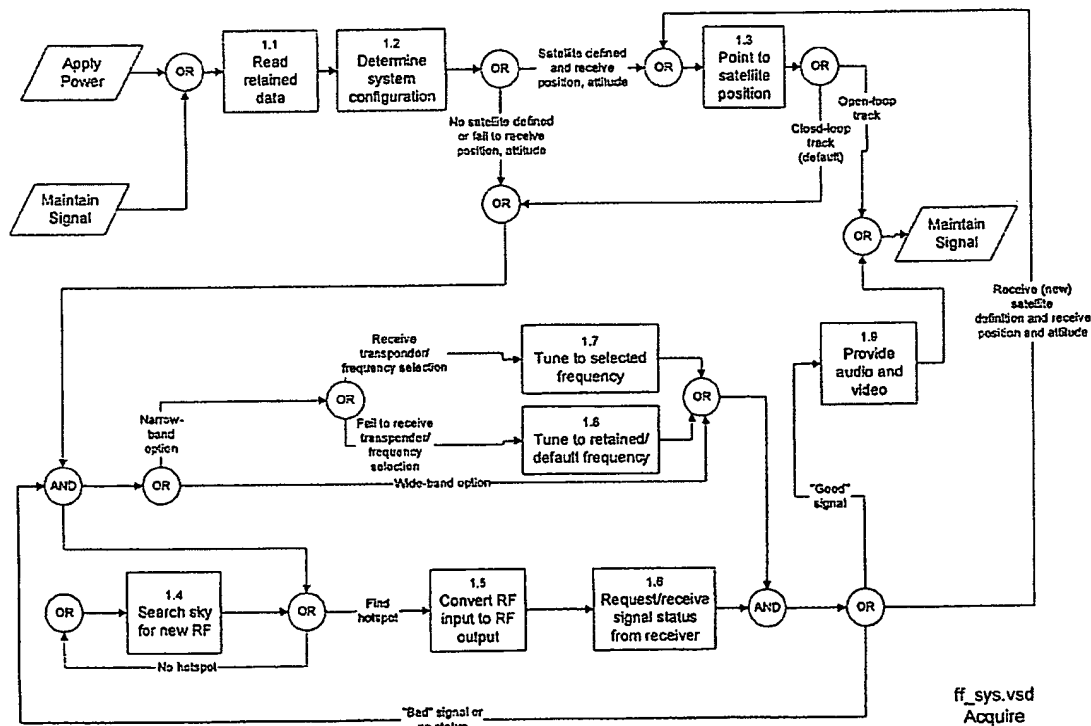 Apply
Power
OR
1.1
Read
retained
data
1.2
Determine
system
configuration
OR
Satellite defined
and receive
position, attitude
OR
1.3
Point to
satellite
position
OR
Open-loop
track
Closd-loop
track
(default)
No satellite defined
or fail to receive
position, attitude
Maintain
Signal
OR
OR
Maintain
Signal
Receive (new)
satellite
definition and receive
position and attitude
Receive
transponder/
frequency selection
1.7
Tune to selected
frequency
1.9
Provide
audio and
video
OR
OR
Narrow-
band
option
Fail to receive
transponder/
frequency
selection
1.6
Tune to retained/
default frequency
AND
OR
Wide-band option
"Good"
signal
1.4
Search sky
for new RF
OR
OR
Find
hotspot
1.5
Convert RF
input to RF
output
1.6
Request/receive
signal status
from receiver
AND
OR
No hotspot
"Bad" signal or
no status
ff_sys.vsd
Acquire